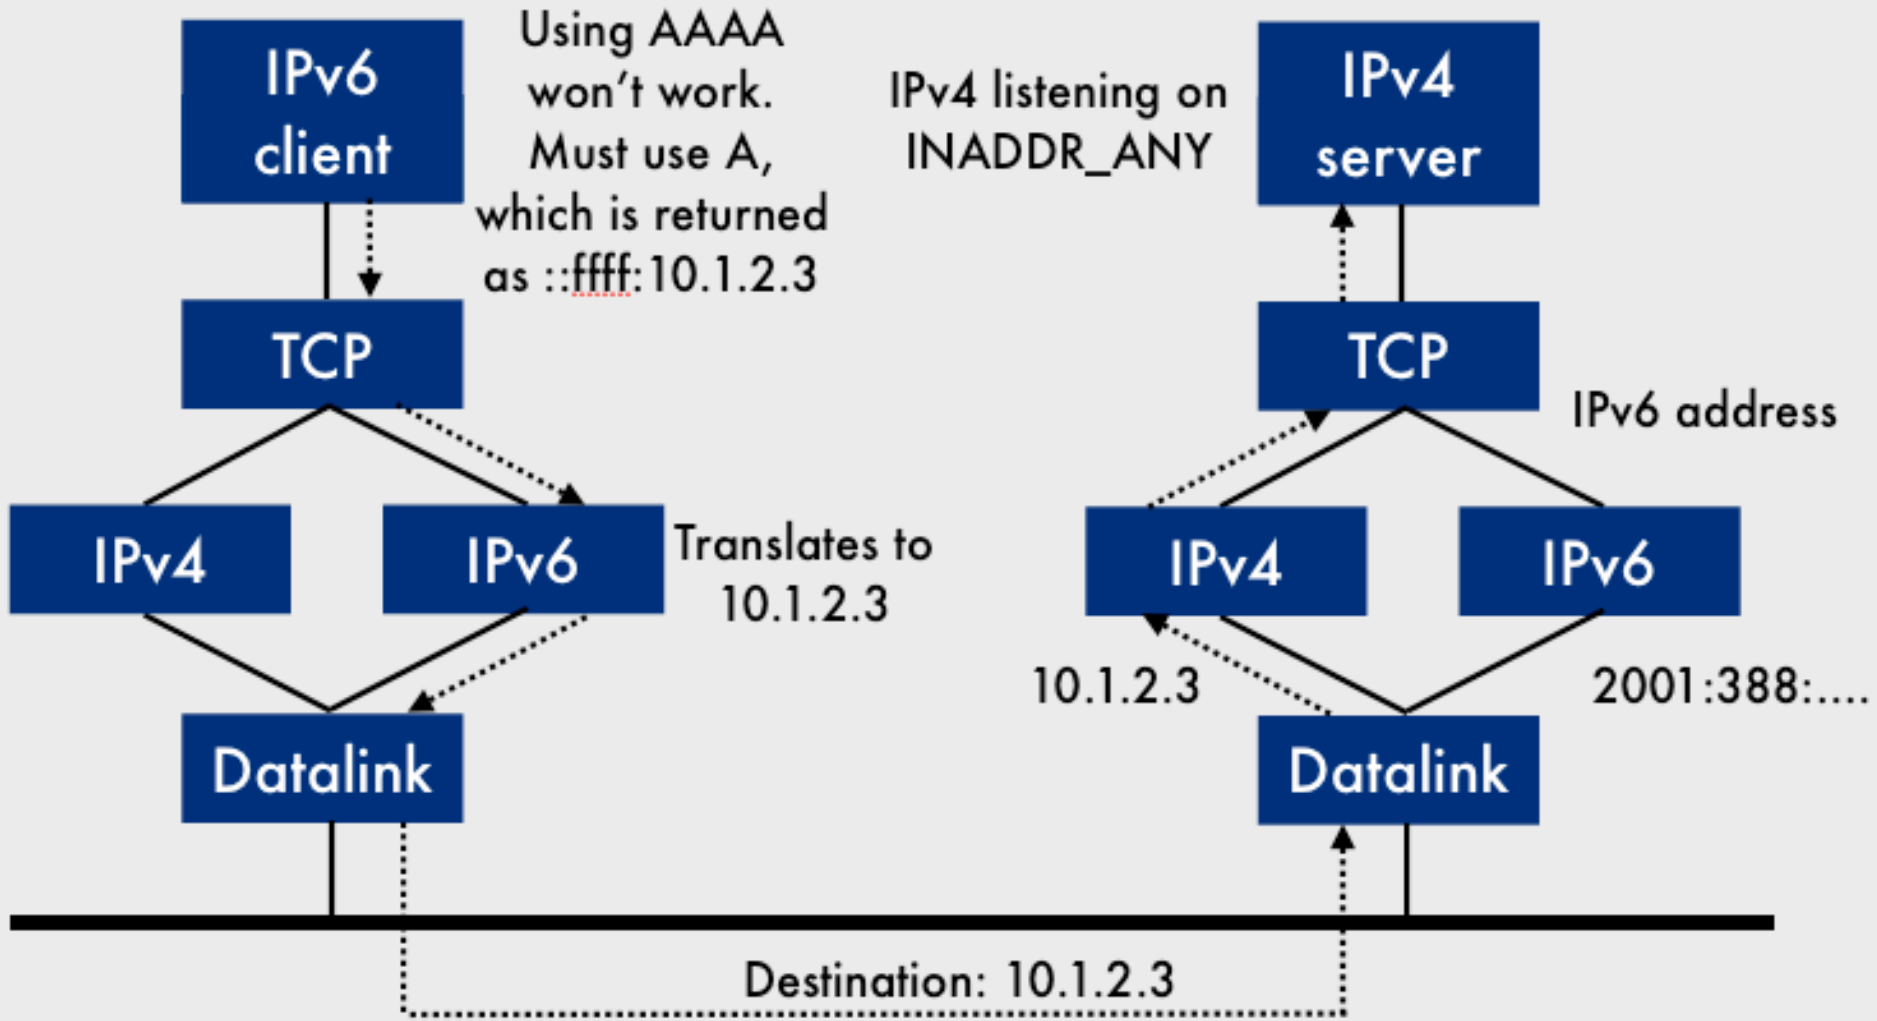 IPv6
client
Using AAAA
won't work.
Must use A,
which is returned
as ::ffff:10.1.2.3
IPv4 listening on
INADDR_ANY
IPv4
server
TCP
TCP
IPv6 address
IPv4
IPv6
Translates to
10.1.2.3
IPv4
IPv6
10.1.2.3
2001:388:....
Datalink
Datalink
Destination: 10.1.2.3